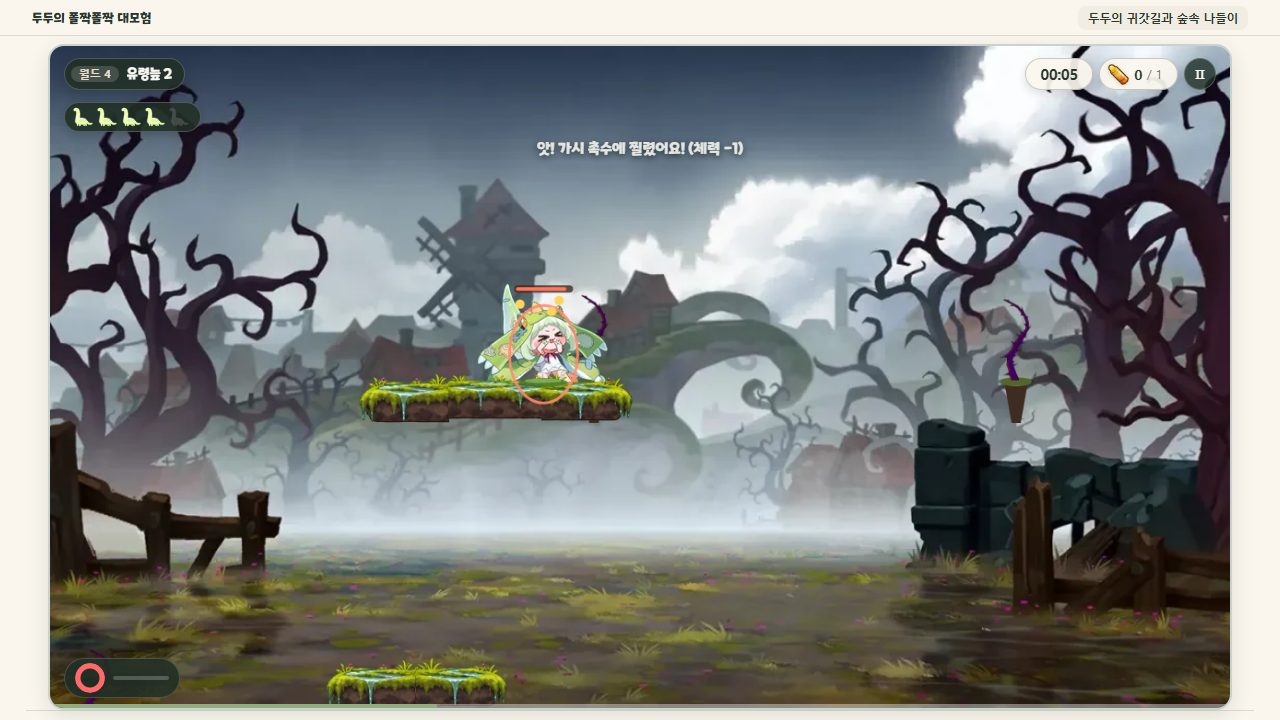 두두의 폴짝폴짝 대모험
두두의 귀갓길과 숲속 나들이
월드 4 유령늪 2
00:05
0 / 1
앗! 가시 촉수에 찔렸어요! (체력 -1)